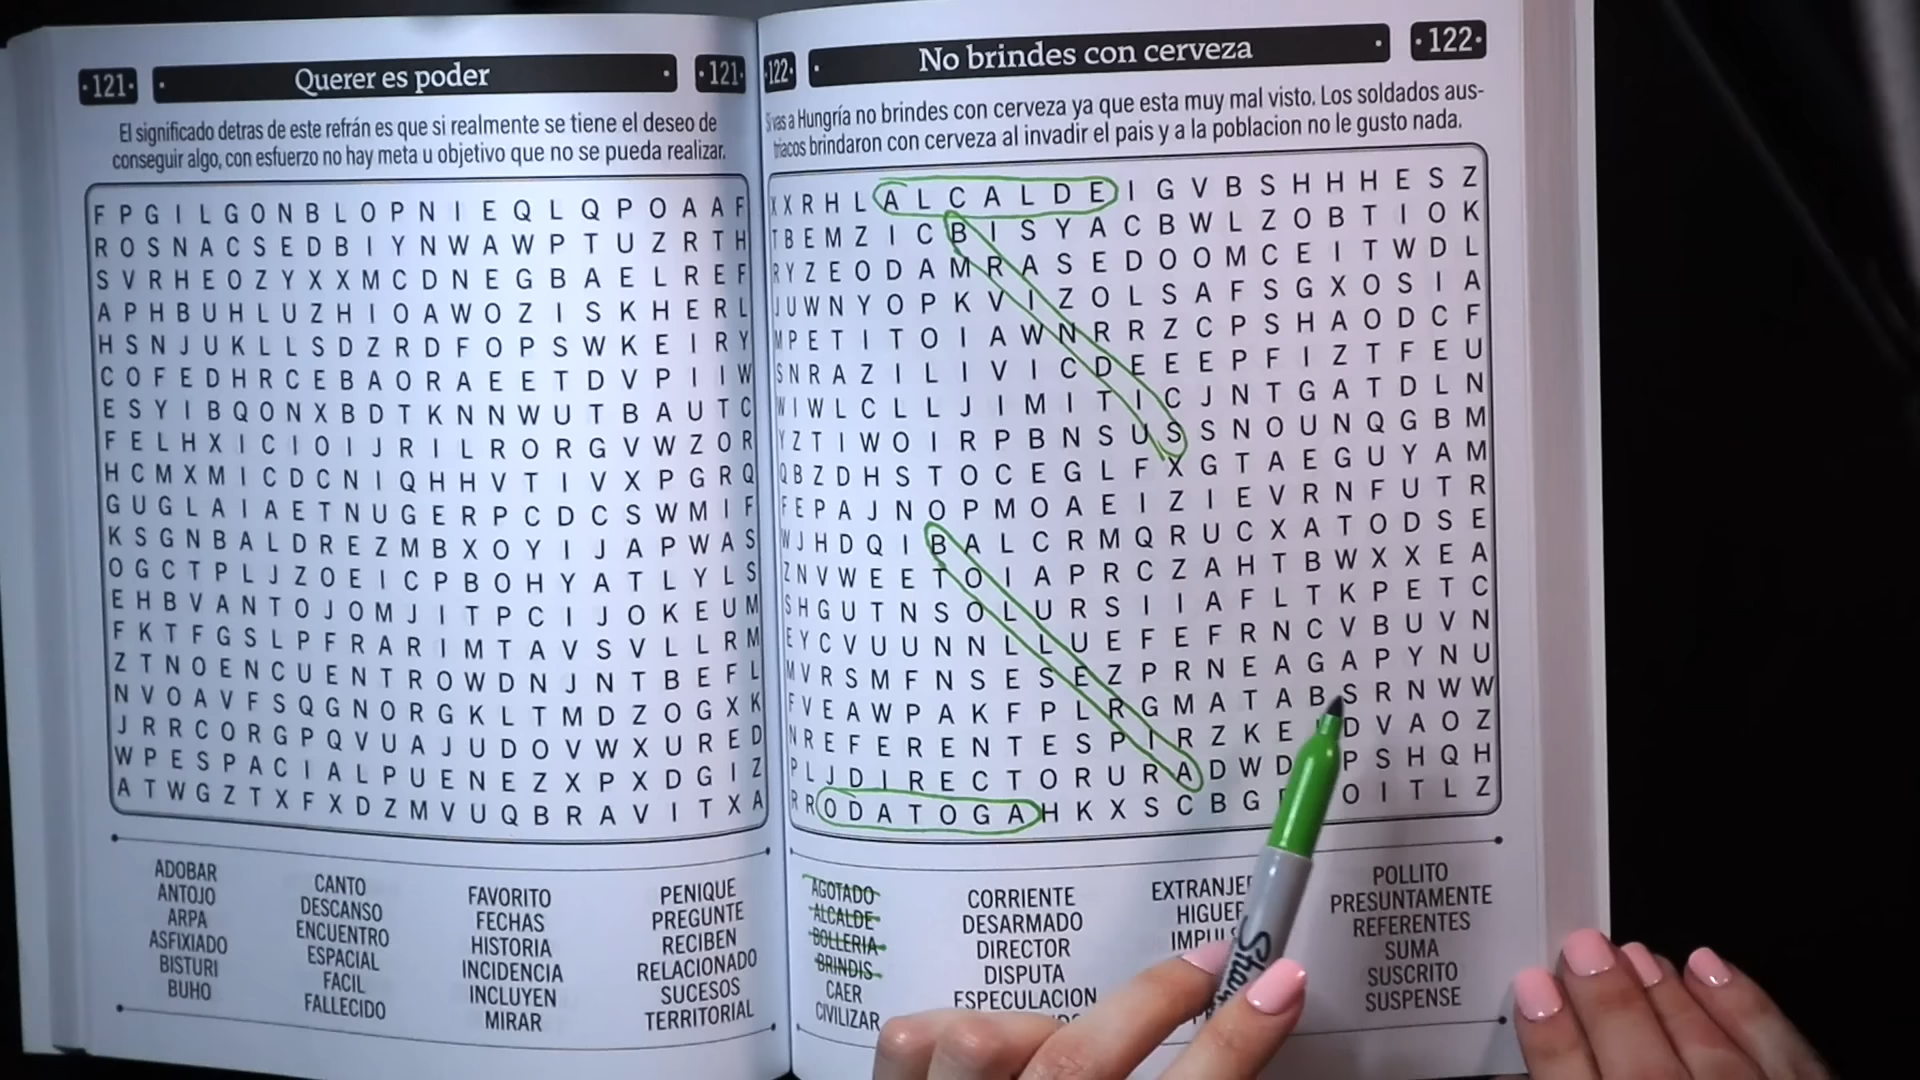 ·121· · Querer es poder · ·121·
El significado detras de este refrán es que si realmente se tiene el deseo de
conseguir algo, con esfuerzo no hay meta u objetivo que no se pueda realizar.
F P G I L G O N B L O P N I E Q L Q P O A A F
R O S N A C S E D B I Y N W A W P T U Z R T H
S V R H E O Z Y X X M C D N E G B A E L R E F
A P H B U H L U Z H I O A W O Z I S K H E R L
H S N J U K L L S D Z R D F O P S W K E I R Y
C O F E D H R C E B A O R A E E T D V P I I W
E S Y I B Q O N X B D T K N N W U T B A U T C
F E L H X I C I O I J R I L R O R G V W Z O R
H C M X M I C D C N I Q H H V T I V X P G R Q
G U G L A I A E T N U G E R P C D C S W M I F
K S G N B A L D R E Z M B X O Y I J A P W A S
O G C T P L J Z O E I C P B O H Y A T L Y L S
E H B V A N T O J O M J I T P C I J O K E U M
F K T F G S L P F R A R I M T A V S V L L R M
Z T N O E N C U E N T R O W D N J N T B E F L
N V O A V F S Q G N O R G K L T M D Z O G X K
J R R C O R G P Q V U A J U D O V W X U R E D
W P E S P A C I A L P U E N E Z X P X D G I Z
A T W G Z T X F X D Z M V U Q B R A V I T X A
ADOBAR
ANTOJO
ARPA
ASFIXIADO
BISTURI
BUHO
CANTO
DESCANSO
ENCUENTRO
ESPACIAL
FACIL
FALLECIDO
FAVORITO
FECHAS
HISTORIA
INCIDENCIA
INCLUYEN
MIRAR
PENIQUE
PREGUNTE
RECIBEN
RELACIONADO
SUCESOS
TERRITORIAL
·122· · No brindes con cerveza · ·122·
Si vas a Hungría no brindes con cerveza ya que esta muy mal visto. Los soldados aus-
triacos brindaron con cerveza al invadir el pais y a la poblacion no le gusto nada.
X X R H L A L C A L D E I G V B S H H H E S Z
T B E M Z I C B I S Y A C B W L Z O B T I O K
R Y Z E O D A M R A S E D O O M C E I T W D L
J U W N Y O P K V I Z O L S A F S G X O S I A
M P E T I T O I A W N R R Z C P S H A O D C F
S N R A Z I L I V I C D E E E P F I Z T F E U
W I W L C L L J I M I T I C J N T G A T D L N
Y Z T I W O I R P B N S U S S N O U N Q G B M
Q B Z D H S T O C E G L F X G T A E G U Y A M
F E P A J N O P M O A E I Z I E V R N F U T R
W J H D Q I B A L C R M Q R U C X A T O D S E
Z N V W E E T O I A P R C Z A H T B W X X E A
S H G U T N S O L U R S I I A F L T K P E T C
E Y C V U U N N L L U E F E F R N C V B U V N
M V R S M F N S E S E Z P R N E A G A P Y N U
F V E A W P A K F P L R G M A T A B S R N W W
N R E F E R E N T E S P I R Z K E D V A O Z
P L J D I R E C T O R U R A D W D P S H Q H
R R O D A T O G A H K X S C B G O I T L Z
AGOTADO
ALCALDE
BOLLERIA
BRINDIS
CAER
CIVILIZAR
CORRIENTE
DESARMADO
DIRECTOR
DISPUTA
ESPECULACION
POLLITO
PRESUNTAMENTE
REFERENTES
SUMA
SUSCRITO
SUSPENSE